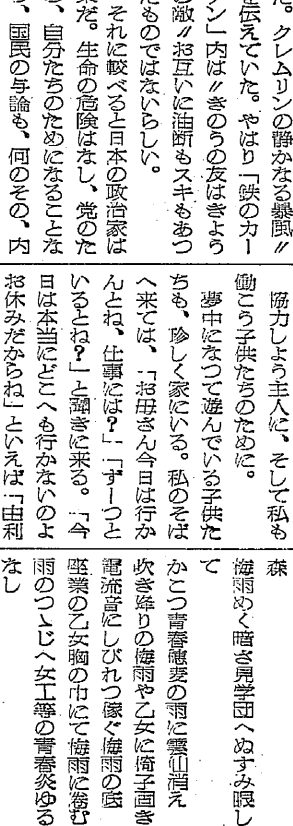 た。クレムリンの静かなる暴風〃
を伝えていた。やはり「鉄のカー
テン」内は〃きのうの友はきょう
の敵〃お互いに油断もスキもあつ
たものではないらしい。
それに較べると日本の政治家は
楽だ。生命の危険はなし、党のた
め、自分たちのためになることな
ら、国民の与論も、何のその、内
協力しよう主人に、そして私も
働こう子供たちのために。
夢中になつて遊んでいる子供た
ちも、珍しく家にいる。私のそば
へ来ては、「お母さん今日は行か
んとね、仕事には?」「ずーつと
いるとね?」と聞きに来る。「今
日は本当にどこへも行かないのよ
お休みだからね」といえば「由利
森
梅雨めく暗さ見学団へぬすみ眼し
て
かこつ青春穂麦の雨に雲仙消え
吹き降りの梅雨や乙女に倚子画き
電流音にしびれつ稼ぐ梅雨の底
座業の乙女胸の巾にて梅雨に倦む
雨のつゝじへ女工等の青春炎ゆる
なし